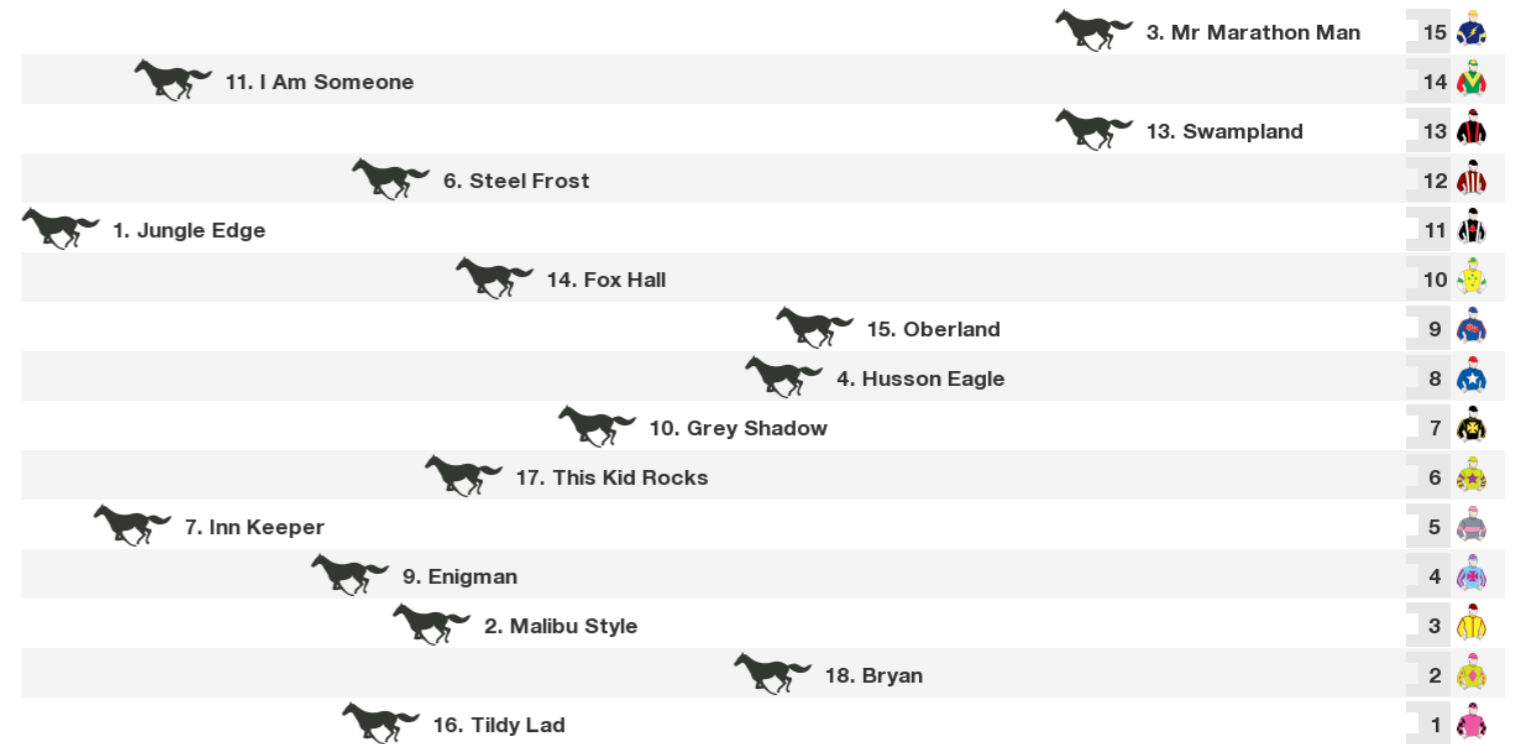 3. Mr Marathon Man 15
11. I Am Someone 14
13. Swampland 13
6. Steel Frost 12
1. Jungle Edge 11
14. Fox Hall 10
15. Oberland 9
4. Husson Eagle 8
10. Grey Shadow 7
17. This Kid Rocks 6
7. Inn Keeper 5
9. Enigman 4
2. Malibu Style 3
18. Bryan 2
16. Tildy Lad 1